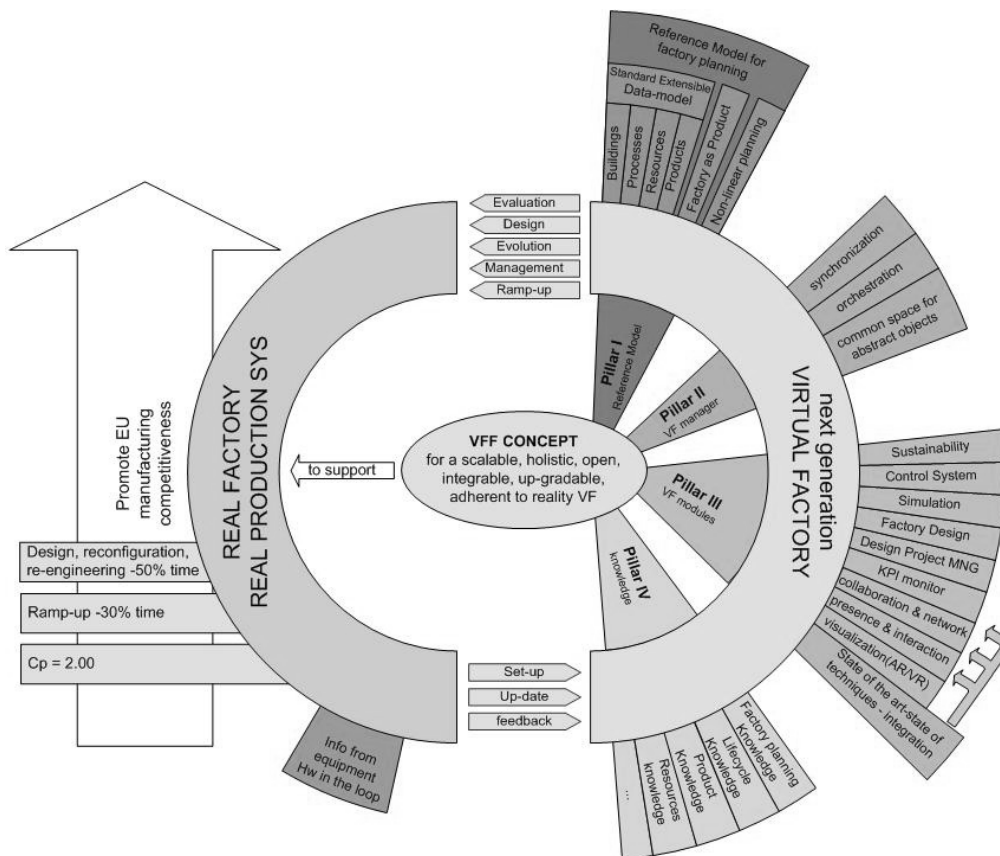 Reference Model for
factory planning
Standard Extensible
Data-model
Buildings
Processes
Resources
Products
Factory as Product
Non-linear planning
synchronization
orchestration
common space for
abstract objects
Evaluation
Design
Evolution
Management
Ramp-up
Pillar I
Reference Model
Pillar II
VF manager
Pillar III
VF modules
Pillar IV
knowledge
VFF CONCEPT
for a scalable, holistic, open,
integrable, up-gradable,
adherent to reality VF
to support
REAL FACTORY
REAL PRODUCTION SYS
next generation
VIRTUAL FACTORY
Promote EU
manufacturing
competitiveness
Design, reconfiguration,
re-engineering -50% time
Ramp-up -30% time
Cp = 2.00
Sustainability
Control System
Simulation
Factory Design
Design Project MNG
KPI monitor
collaboration & network
presence & interaction
visualization(AR/VR)
State of the art-state of
techniques - integration
Set-up
Up-date
feedback
Info from
equipment
Hw in the loop
Factory planning
Knowledge
Lifecycle
Knowledge
Product
Knowledge
Resources
knowledge
...